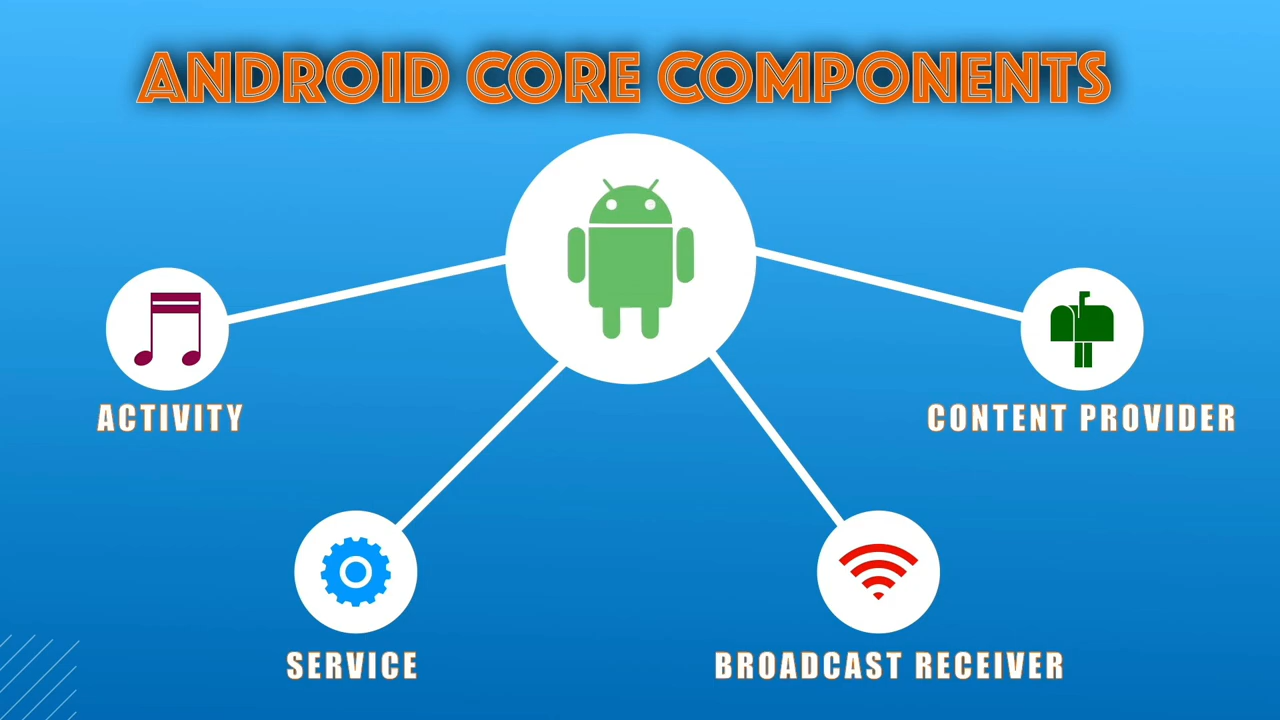 ANDROID CORE COMPONENTS
ACTIVITY
CONTENT PROVIDER
SERVICE
BROADCAST RECEIVER